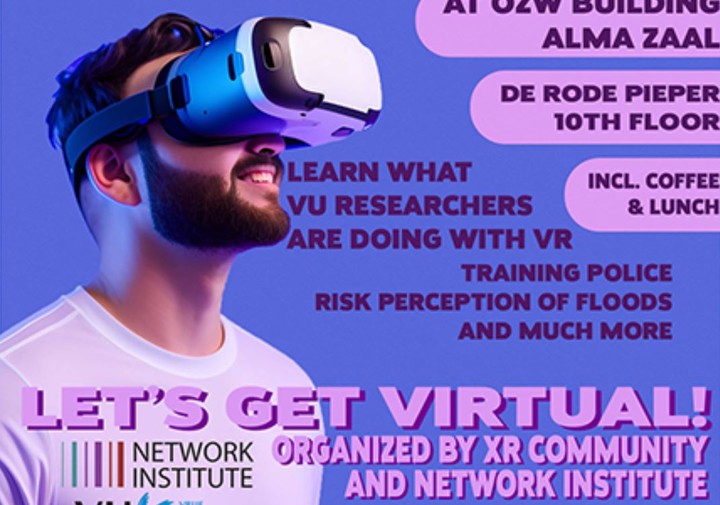 AT OZW BUILDING
ALMA ZAAL
DE RODE PIEPER
10TH FLOOR
INCL. COFFEE
& LUNCH
LEARN WHAT
VU RESEARCHERS
ARE DOING WITH VR
TRAINING POLICE
RISK PERCEPTION OF FLOODS
AND MUCH MORE
LET'S GET VIRTUAL!
NETWORK
INSTITUTE
ORGANIZED BY XR COMMUNITY
AND NETWORK INSTITUTE
VU